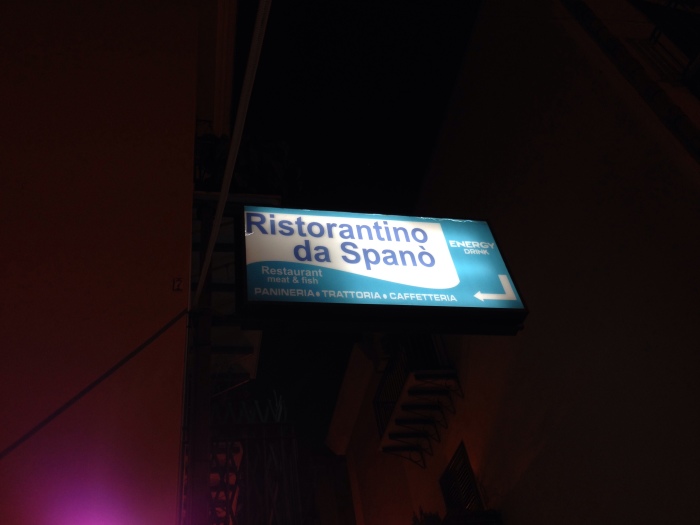 Ristorantino
da Spanò
Restaurant
meat & fish
PANINERIA • TRATTORIA • CAFFETTERIA
ENERGY
DRINK